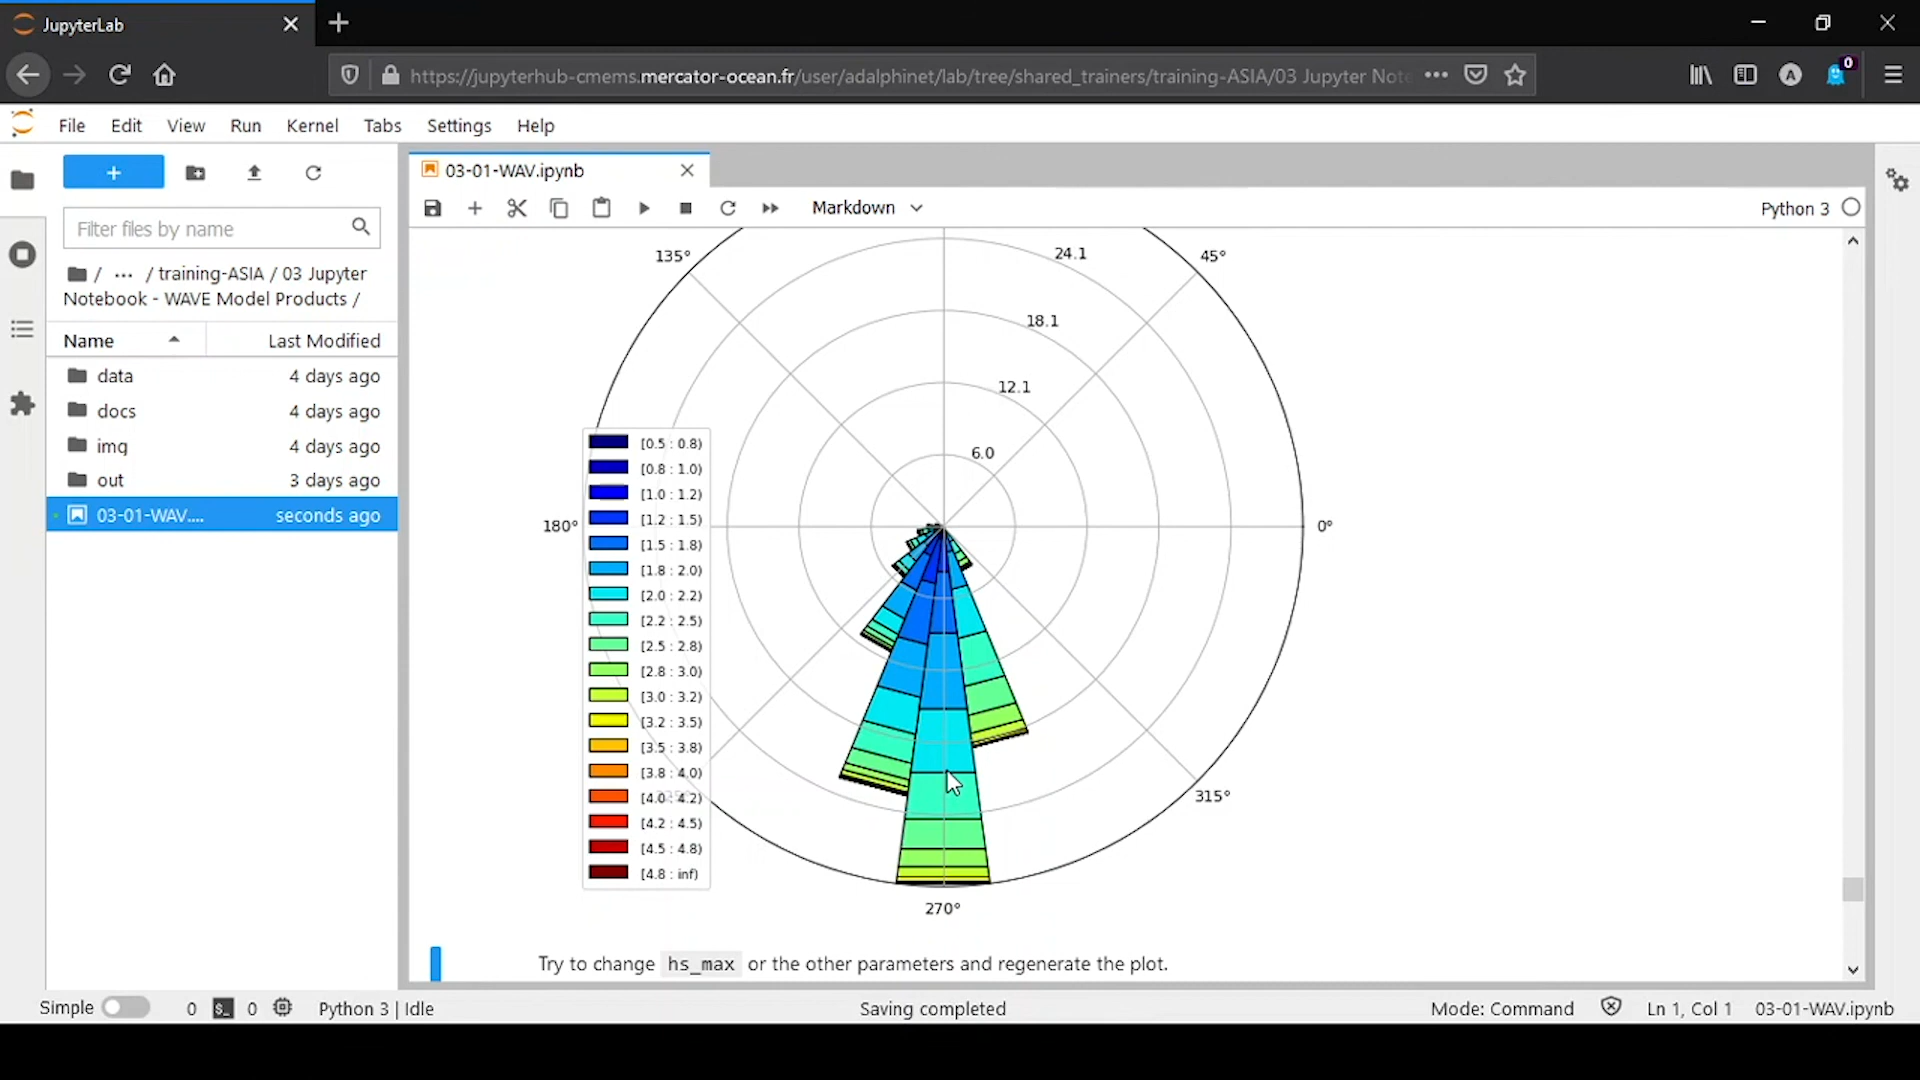 JupyterLab
https://jupyterhub-cmems.mercator-ocean.fr/user/adalphinet/lab/tree/shared_trainers/training-ASIA/03 Jupyter Note
0
A
File Edit View Run Kernel Tabs Settings Help
03-01-WAV.ipynb
Markdown
Python 3
Filter files by name
/ ··· / training-ASIA / 03 Jupyter
Notebook - WAVE Model Products /
Name Last Modified
data 4 days ago
docs 4 days ago
img 4 days ago
out 3 days ago
03-01-WAV.... seconds ago
135°
24.1
45°
18.1
12.1
6.0
180°
0°
[0.5 : 0.8)
[0.8 : 1.0)
[1.0 : 1.2)
[1.2 : 1.5)
[1.5 : 1.8)
[1.8 : 2.0)
[2.0 : 2.2)
[2.2 : 2.5)
[2.5 : 2.8)
[2.8 : 3.0)
[3.0 : 3.2)
[3.2 : 3.5)
[3.5 : 3.8)
[3.8 : 4.0)
[4.0 : 4.2)
[4.2 : 4.5)
[4.5 : 4.8)
[4.8 : inf)
315°
270°
Try to change hs_max or the other parameters and regenerate the plot.
Simple 0 $_ 0 Python 3 | Idle Saving completed Mode: Command Ln 1, Col 1 03-01-WAV.ipynb